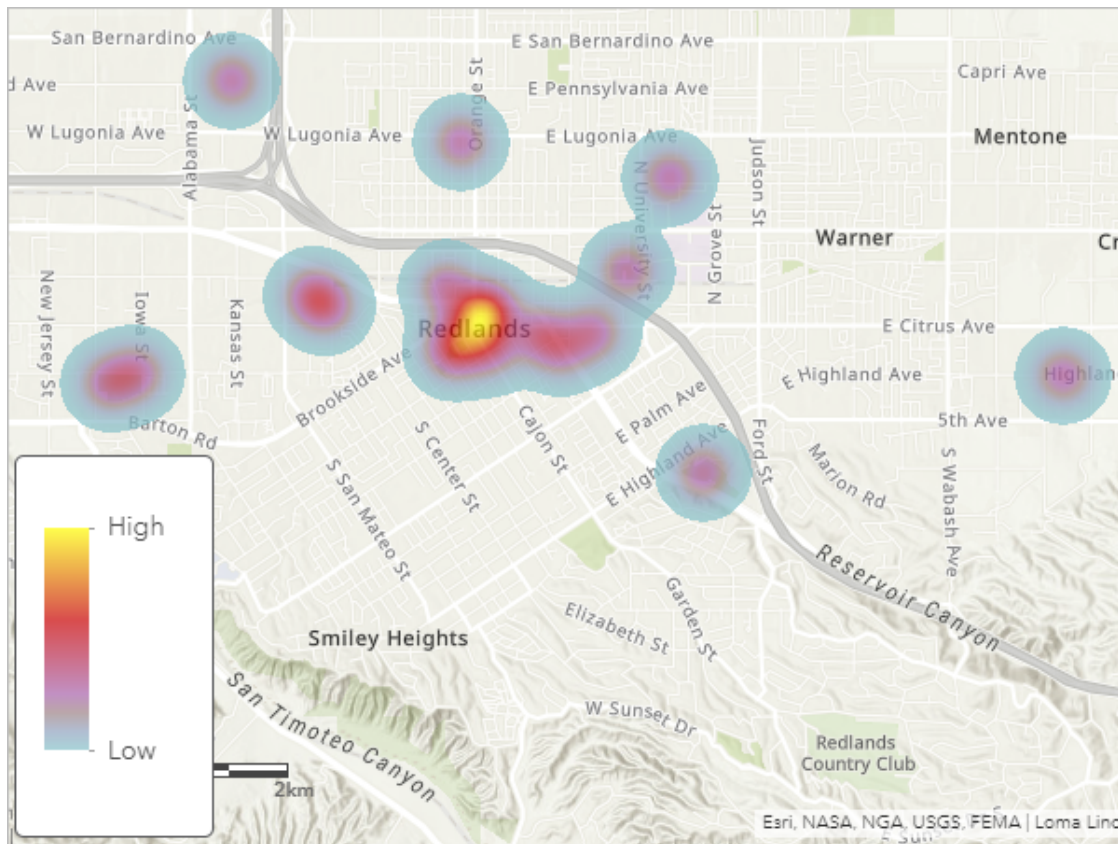 San Bernardino Ave
E San Bernardino Ave
Capri Ave
d Ave
E Pennsylvania Ave
Orange St
W Lugonia Ave
W Lugonia Ave
E Lugonia Ave
Mentone
Alabama St
Judson St
N University St
N Grove St
Warner
Cr
New Jersey St
Iowa St
Kansas St
Redlands
E Citrus Ave
Brookside Ave
E Highland Ave
Highland
E Palm Ave
5th Ave
Barton Rd
Cajon St
S Center St
E Highland Ave
Ford St
Marion Rd
S Wabash Ave
S San Mateo St
High
Low
Reservoir Canyon
Garden St
Elizabeth St
Smiley Heights
San Timoteo Canyon
W Sunset Dr
Redlands
Country Club
2km
Esri, NASA, NGA, USGS, FEMA | Loma Linc